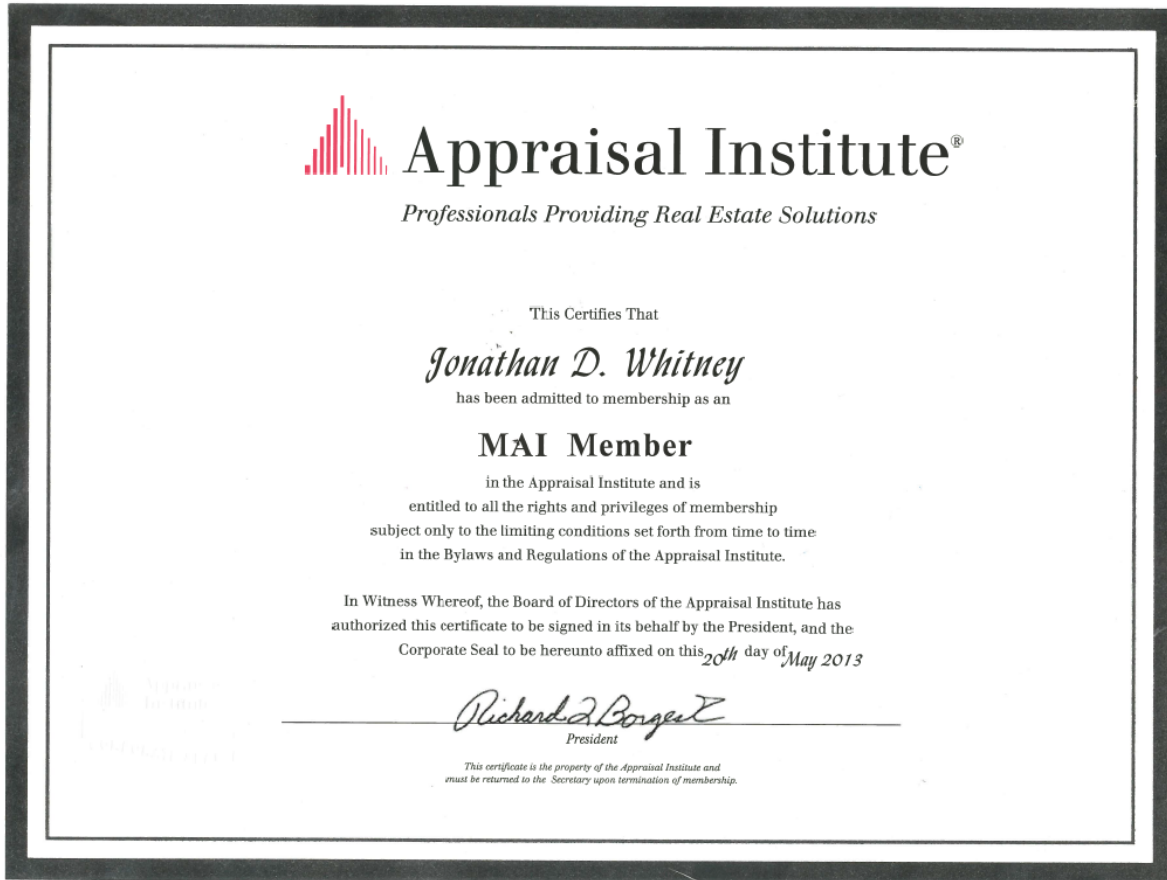 Appraisal Institute®
Professionals Providing Real Estate Solutions
This Certifies That
Jonathan D. Whitney
has been admitted to membership as an
MAI Member
in the Appraisal Institute and is
entitled to all the rights and privileges of membership
subject only to the limiting conditions set forth from time to time
in the Bylaws and Regulations of the Appraisal Institute.
In Witness Whereof, the Board of Directors of the Appraisal Institute has
authorized this certificate to be signed in its behalf by the President, and the
Corporate Seal to be hereunto affixed on this 20th day of May 2013
Richard L Borges II
President
This certificate is the property of the Appraisal Institute and
must be returned to the Secretary upon termination of membership.